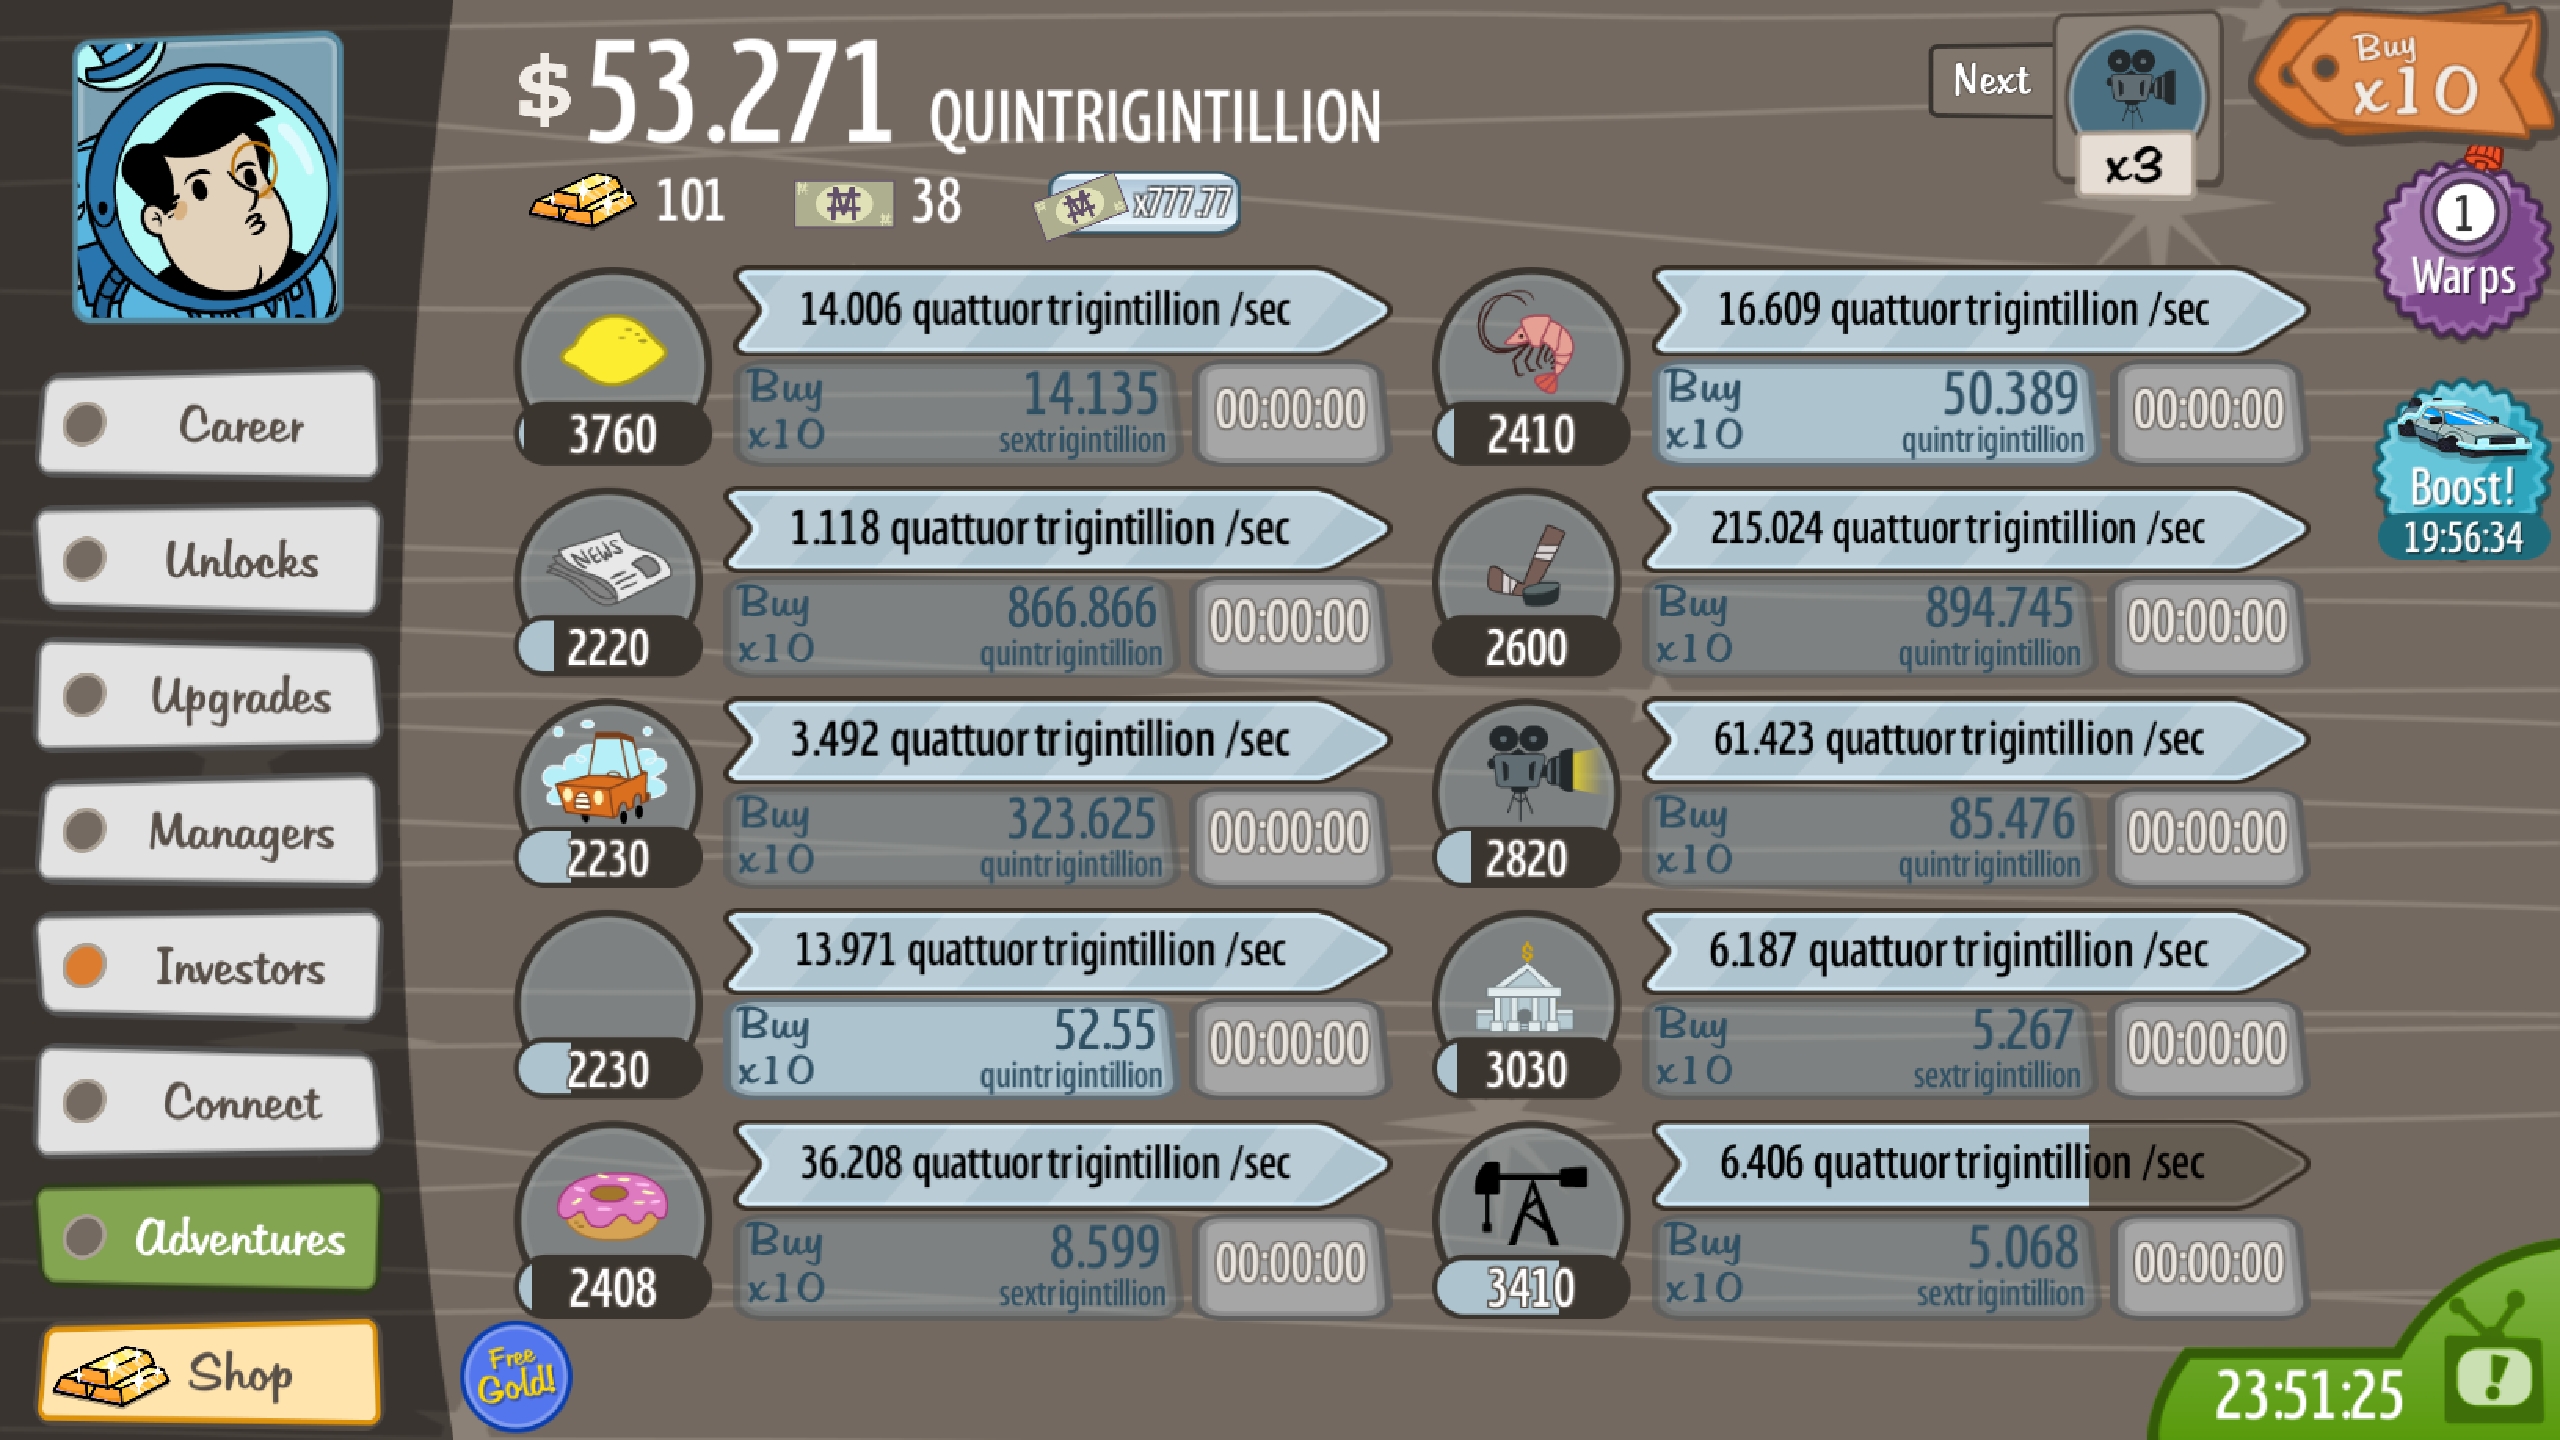 $53.271 QUINTRIGINTILLION
101 38 x777.77
Next
x3
Buy
x10
1
Warps
Boost!
19:56:34
Career
Unlocks
Upgrades
Managers
Investors
Connect
Adventures
Shop
14.006 quattuortrigintillion /sec
Buy x10
14.135 sextrigintillion
00:00:00
3760
16.609 quattuortrigintillion /sec
Buy x10
50.389 quintrigintillion
00:00:00
2410
NEWS
1.118 quattuortrigintillion /sec
Buy x10
866.866 quintrigintillion
00:00:00
2220
215.024 quattuortrigintillion /sec
Buy x10
894.745 quintrigintillion
00:00:00
2600
3.492 quattuortrigintillion /sec
Buy x10
323.625 quintrigintillion
00:00:00
2230
61.423 quattuortrigintillion /sec
Buy x10
85.476 quintrigintillion
00:00:00
2820
13.971 quattuortrigintillion /sec
Buy x10
52.55 quintrigintillion
00:00:00
2230
$
6.187 quattuortrigintillion /sec
Buy x10
5.267 sextrigintillion
00:00:00
3030
36.208 quattuortrigintillion /sec
Buy x10
8.599 sextrigintillion
00:00:00
2408
6.406 quattuortrigintillion /sec
Buy x10
5.068 sextrigintillion
00:00:00
3410
Free
Gold!
23:51:25
!